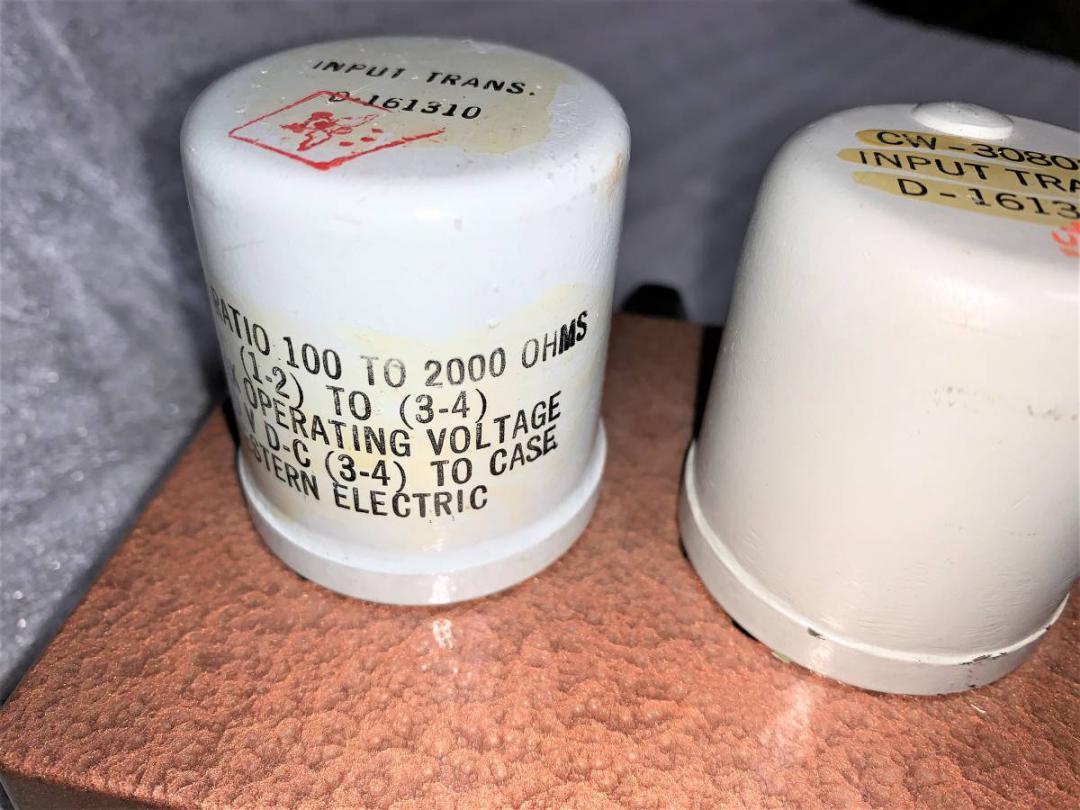 INPUT TRANS.
D-161310
RATIO 100 TO 2000 OHMS
(1-2) TO (3-4)
OPERATING VOLTAGE
V D-C (3-4) TO CASE
STERN ELECTRIC
CW-3080
INPUT TRA
D-1613